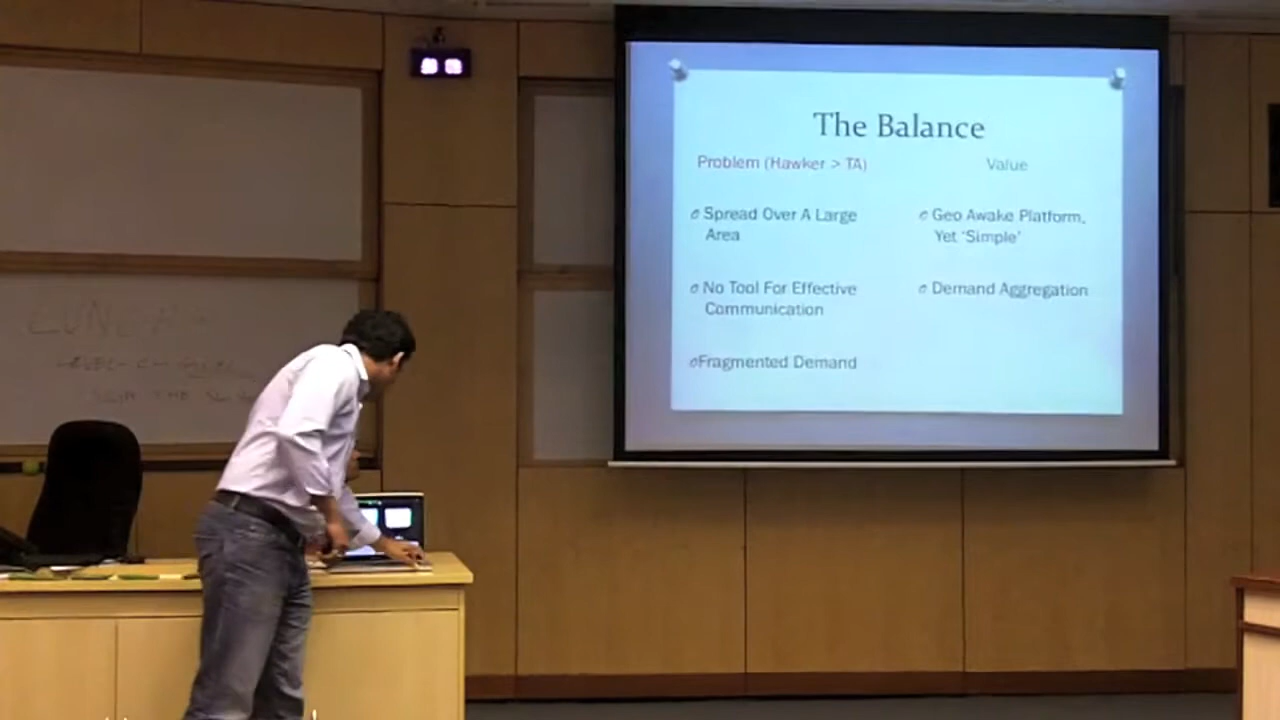 The Balance
Problem (Hawker > TA)
Spread Over A Large
Area
No Tool For Effective
Communication
Fragmented Demand
Value
Geo Awake Platform,
Yet ‘Simple’
Demand Aggregation